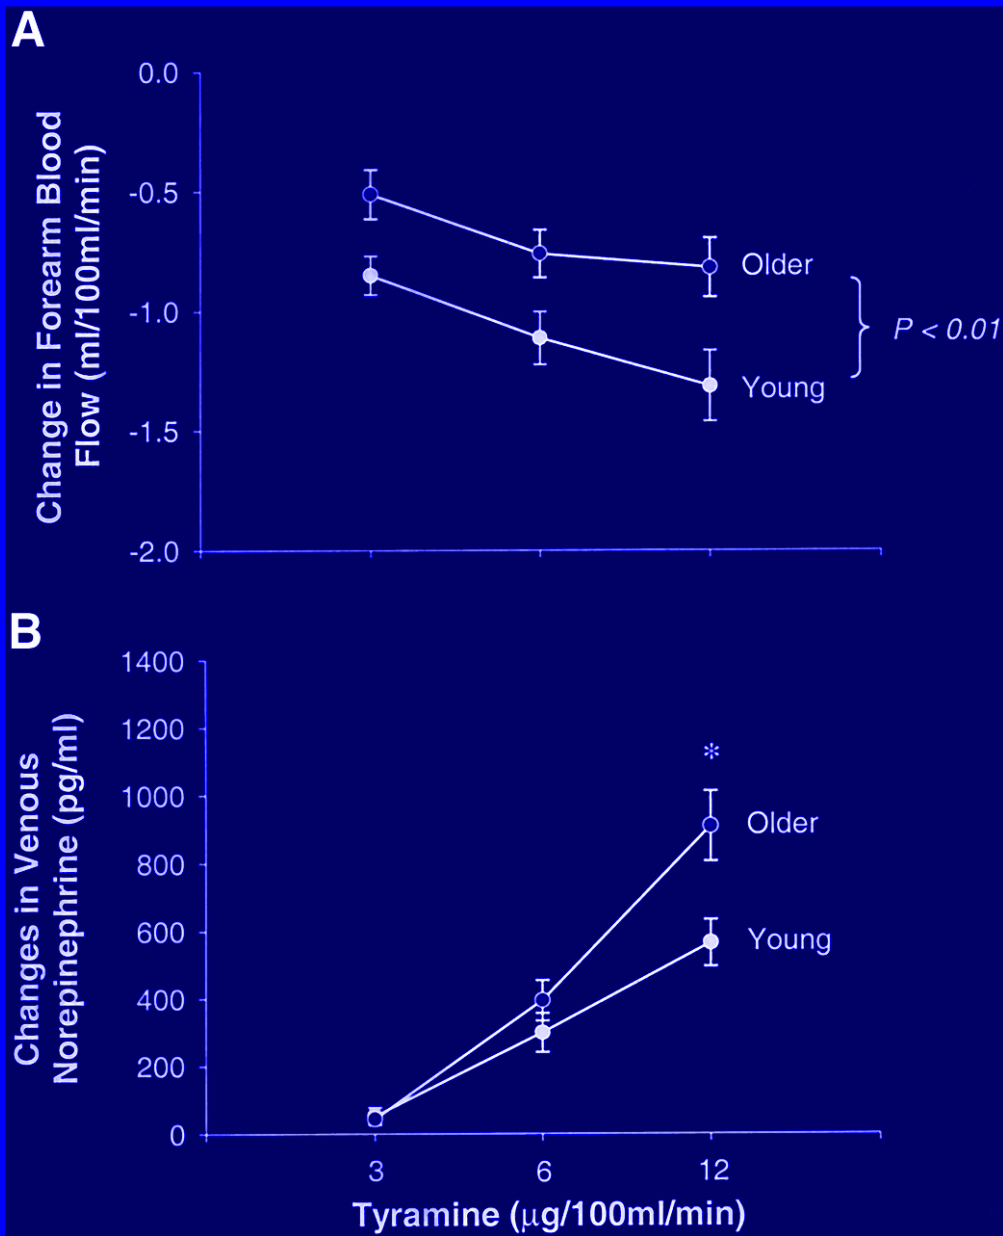 A
0.0
-0.5
-1.0
-1.5
-2.0
Change in Forearm Blood
Flow (ml/100ml/min)
Older
Young
P < 0.01
B
1400
1200
1000
800
600
400
200
0
Changes in Venous
Norepinephrine (pg/ml)
*
Older
Young
3 6 12
Tyramine (μg/100ml/min)